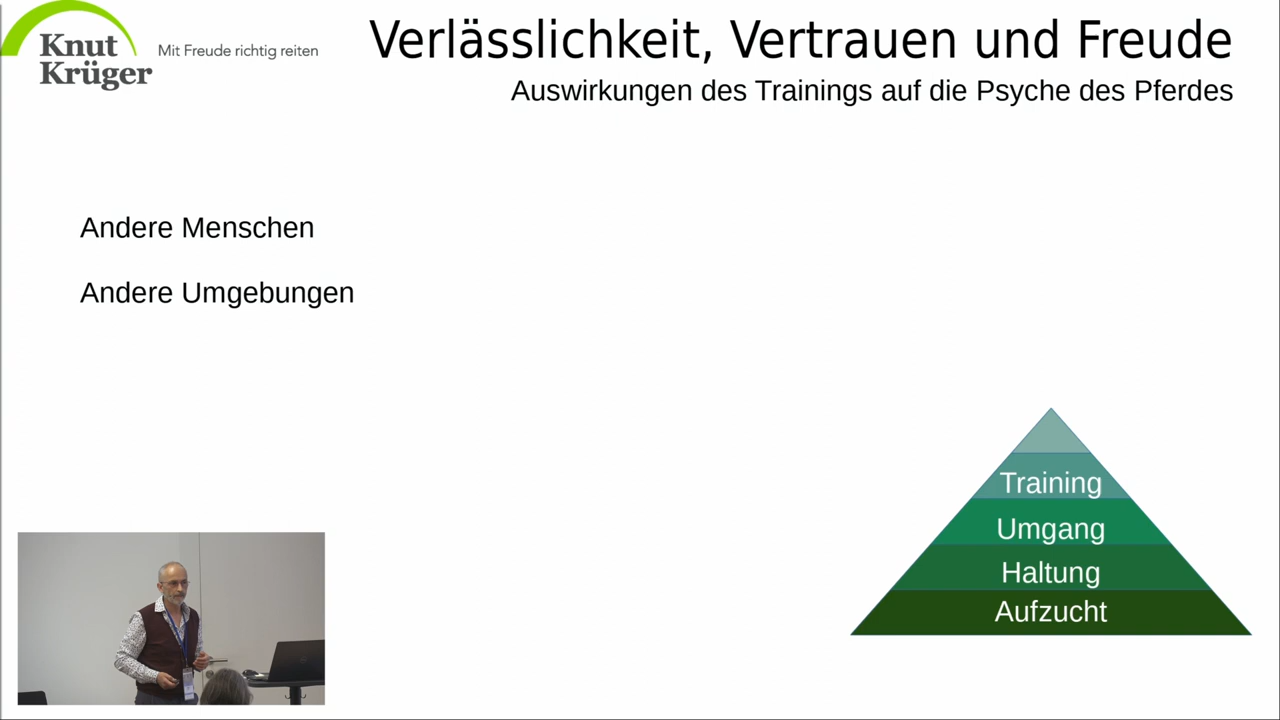 Knut
Krüger
Mit Freude richtig reiten
Verlässlichkeit, Vertrauen und Freude
Auswirkungen des Trainings auf die Psyche des Pferdes
Andere Menschen
Andere Umgebungen
Training
Umgang
Haltung
Aufzucht